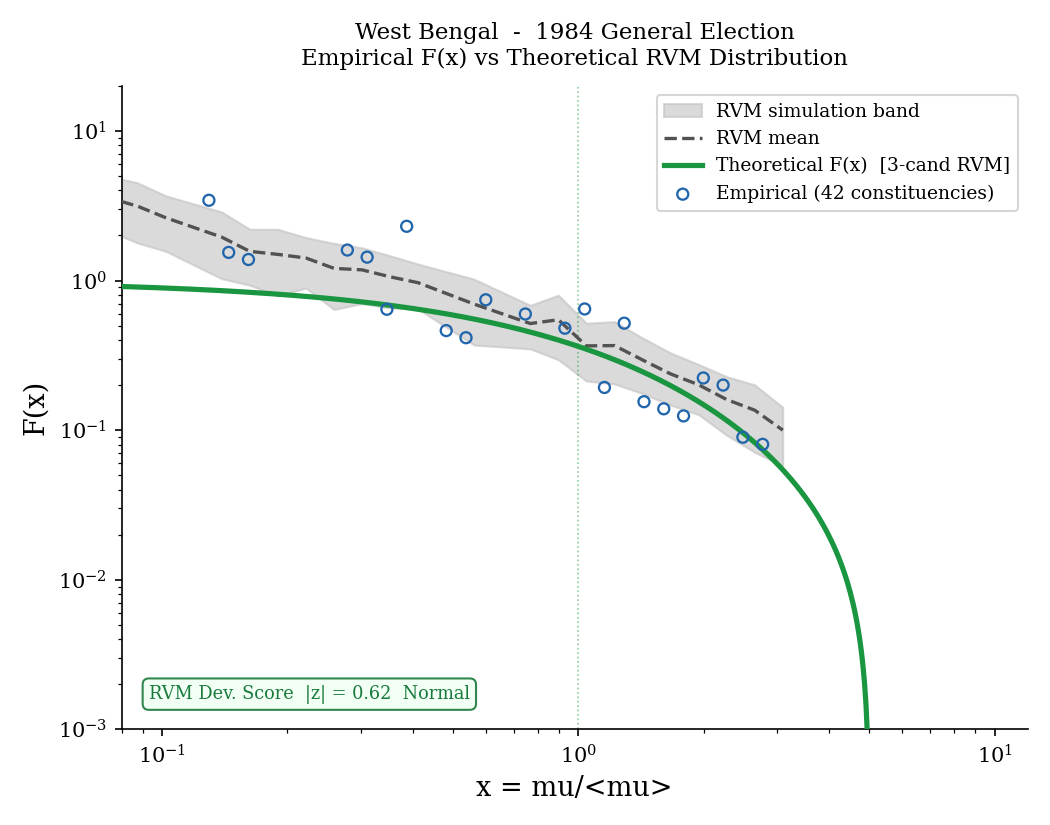 West Bengal  -  1984 General Election
Empirical F(x) vs Theoretical RVM Distribution
RVM simulation band
RVM mean
Theoretical F(x)  [3-cand RVM]
Empirical (42 constituencies)
F(x)
10¹
10⁰
10⁻¹
10⁻²
10⁻³
RVM Dev. Score  |z| = 0.62  Normal
10⁻¹
10⁰
10¹
x = mu/<mu>